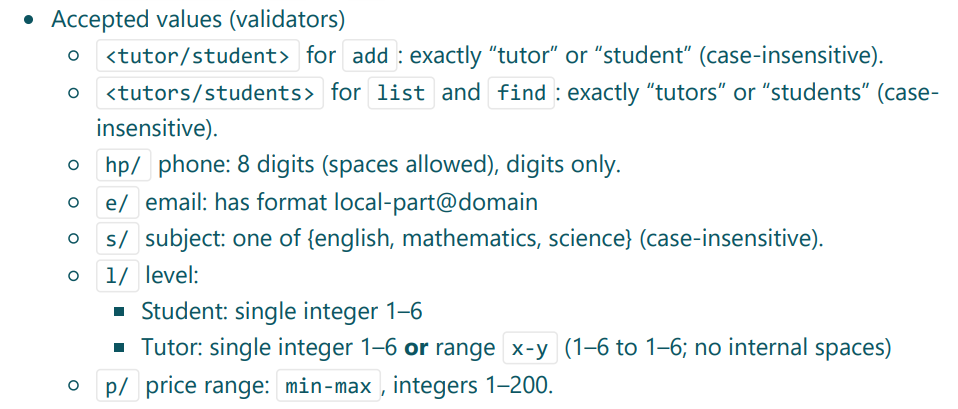 • Accepted values (validators)
○ <tutor/student> for add : exactly “tutor” or “student” (case-insensitive).
○ <tutors/students> for list and find : exactly “tutors” or “students” (case-
insensitive).
○ hp/ phone: 8 digits (spaces allowed), digits only.
○ e/ email: has format local-part@domain
○ s/ subject: one of {english, mathematics, science} (case-insensitive).
○ l/ level:
▪ Student: single integer 1–6
▪ Tutor: single integer 1–6 or range x-y (1–6 to 1–6; no internal spaces)
○ p/ price range: min-max , integers 1–200.